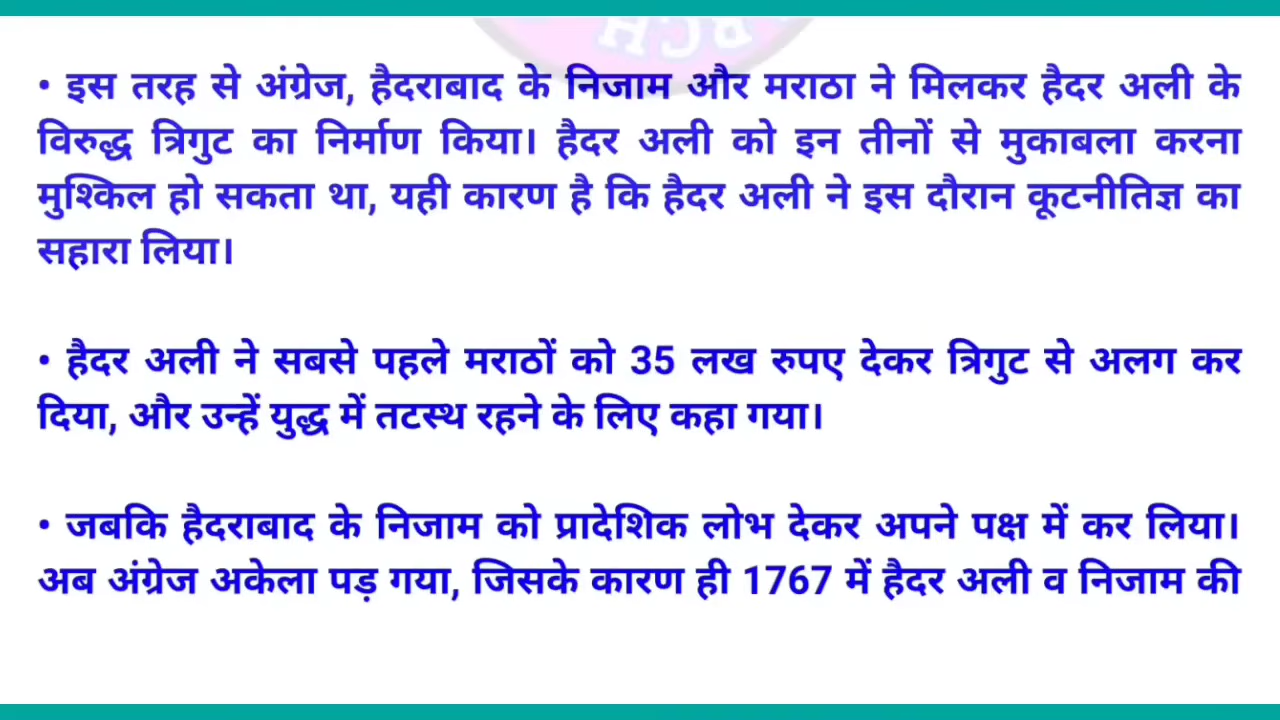 • इस तरह से अंग्रेज, हैदराबाद के निजाम और मराठा ने मिलकर हैदर अली के
विरुद्ध त्रिगुट का निर्माण किया। हैदर अली को इन तीनों से मुकाबला करना
मुश्किल हो सकता था, यही कारण है कि हैदर अली ने इस दौरान कूटनीतिज्ञ का
सहारा लिया।
• हैदर अली ने सबसे पहले मराठों को 35 लख रुपए देकर त्रिगुट से अलग कर
दिया, और उन्हें युद्ध में तटस्थ रहने के लिए कहा गया।
• जबकि हैदराबाद के निजाम को प्रादेशिक लोभ देकर अपने पक्ष में कर लिया।
अब अंग्रेज अकेला पड़ गया, जिसके कारण ही 1767 में हैदर अली व निजाम की